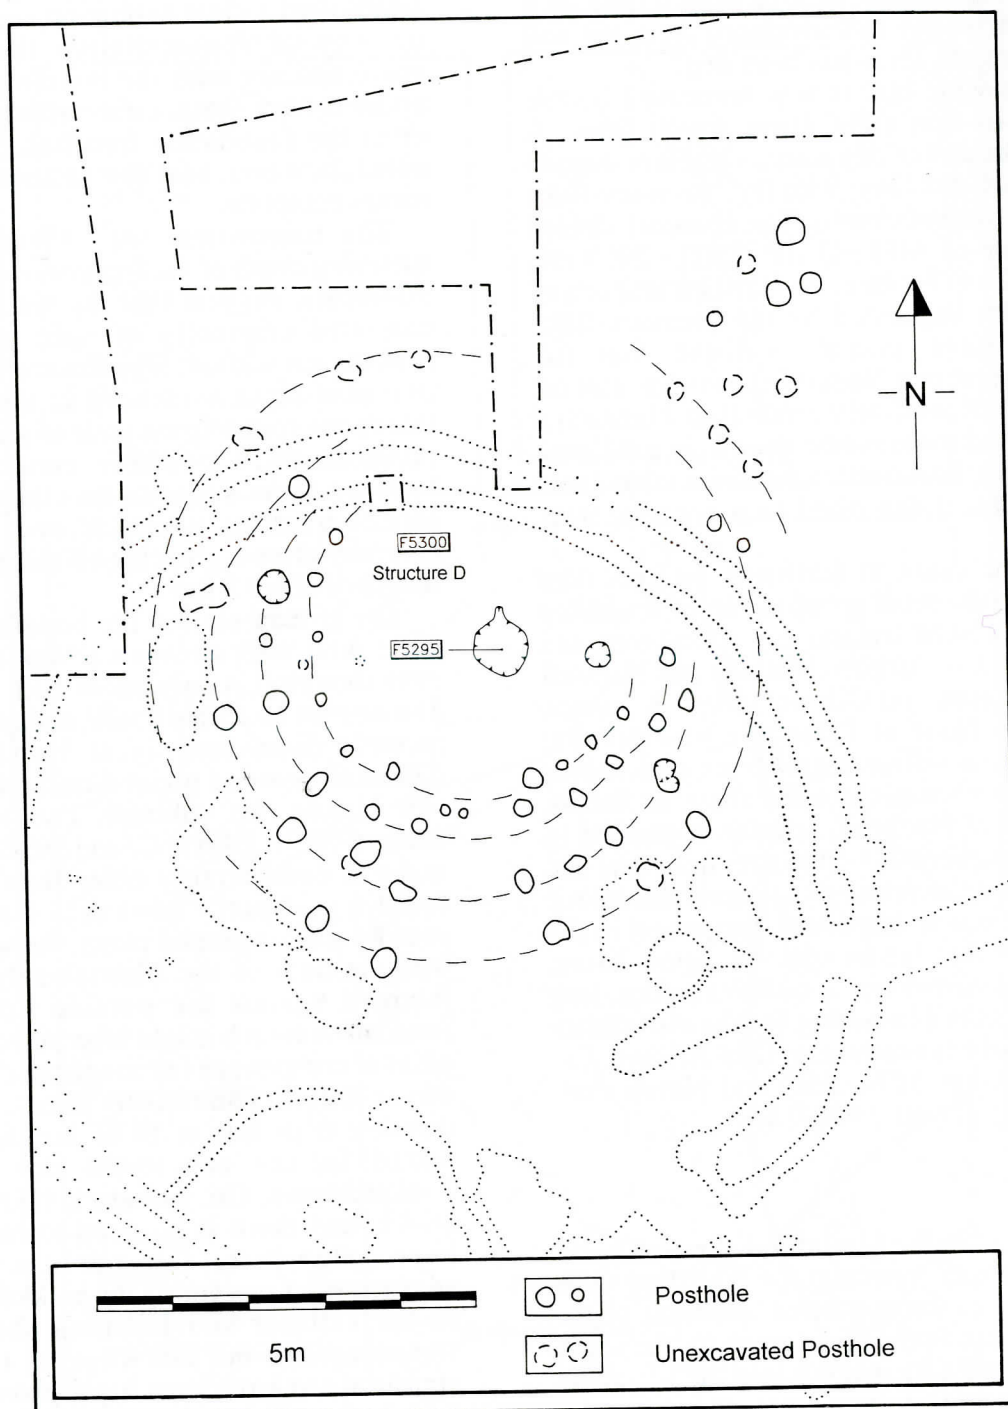 N
F5300
Structure D
F5295
5m
Posthole
Unexcavated Posthole